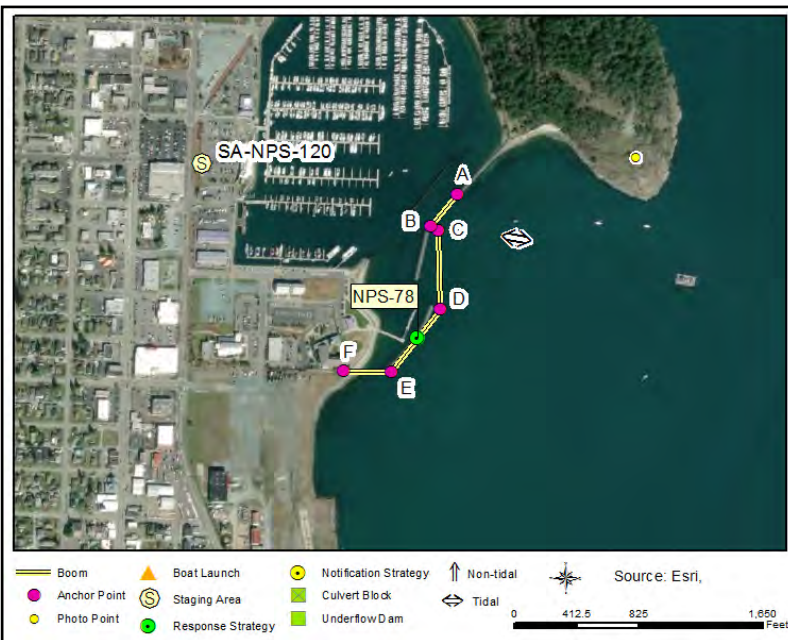 S SA-NPS-120
A
B
C
NPS-78
D
F
E
Boom
Boat Launch
Notification Strategy
Non-tidal
Source: Esri,
Anchor Point
S Staging Area
Culvert Block
Tidal
Photo Point
Response Strategy
Underflow Dam
0 412.5 825 1,650
Feet